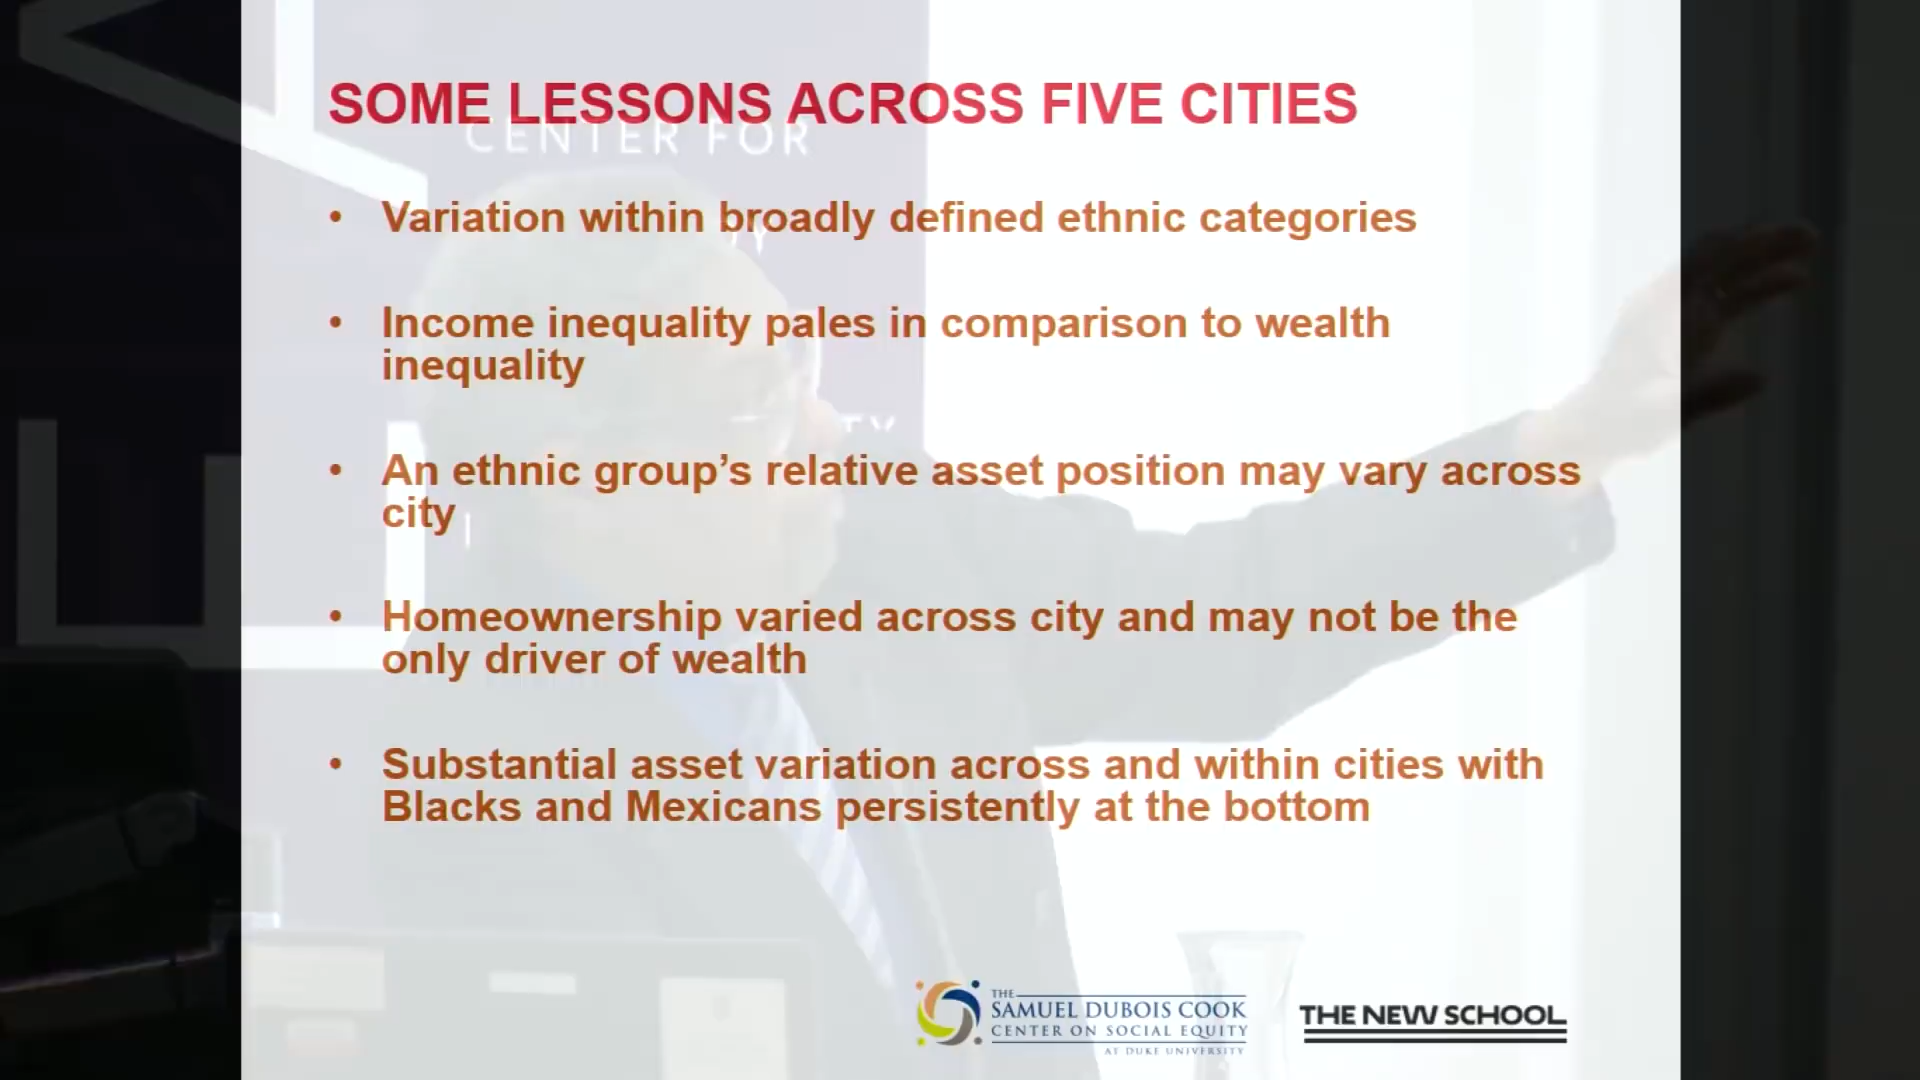 SOME LESSONS ACROSS FIVE CITIES
CENTER FOR
• Variation within broadly defined ethnic categories
• Income inequality pales in comparison to wealth
inequality
• An ethnic group’s relative asset position may vary across
city
• Homeownership varied across city and may not be the
only driver of wealth
• Substantial asset variation across and within cities with
Blacks and Mexicans persistently at the bottom
THE
SAMUEL DUBOIS COOK
CENTER ON SOCIAL EQUITY
AT DUKE UNIVERSITY
THE NEW SCHOOL